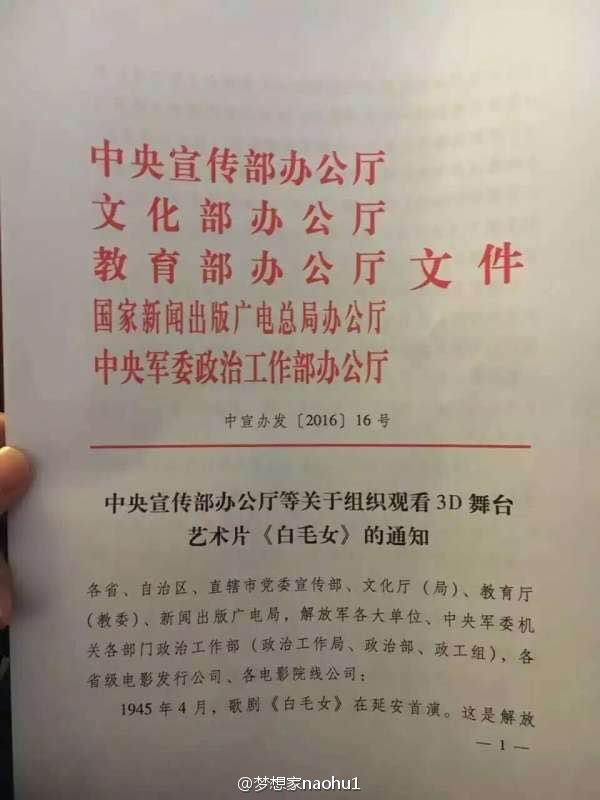 中央宣传部办公厅
文化部办公厅
教育部办公厅 文件
国家新闻出版广电总局办公厅
中央军委政治工作部办公厅
中宣办发〔2016〕16号
中央宣传部办公厅等关于组织观看3D舞台
艺术片《白毛女》的通知
各省、自治区、直辖市党委宣传部、文化厅（局）、教育厅
（教委）、新闻出版广电局，解放军各大单位、中央军委机
关各部门政治工作部（政治工作局、政治部、政工组），各
省级电影发行公司、各电影院线公司：
1945年4月，歌剧《白毛女》在延安首演。这是解放
— 1 —
@梦想家naohu1